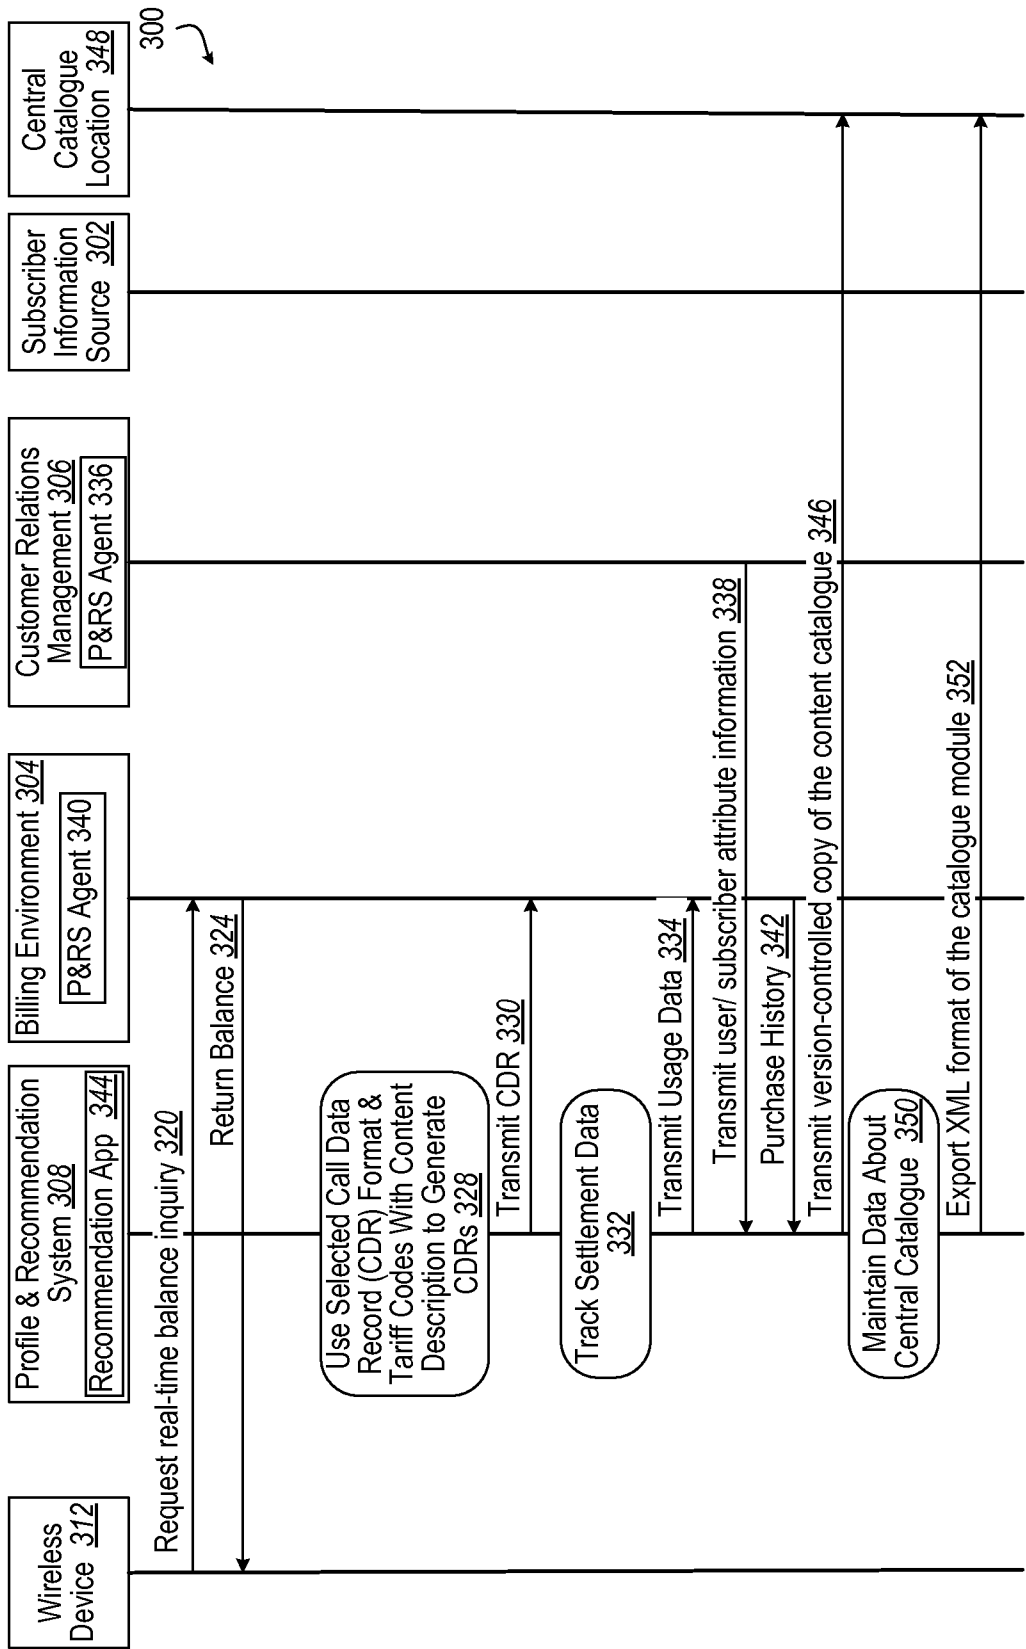 Wireless
Device 312
Profile & Recommendation
System 308
Recommendation App 344
Billing Environment 304
P&RS Agent 340
Customer Relations
Management 306
P&RS Agent 336
Subscriber
Information
Source 302
Central
Catalogue
Location 348
300
Request real-time balance inquiry 320
Return Balance 324
Use Selected Call Data
Record (CDR) Format &
Tariff Codes With Content
Description to Generate
CDRs 328
Transmit CDR 330
Track Settlement Data
332
Transmit Usage Data 334
Transmit user/ subscriber attribute information 338
Purchase History 342
Transmit version-controlled copy of the content catalogue 346
Maintain Data About
Central Catalogue 350
Export XML format of the catalogue module 352